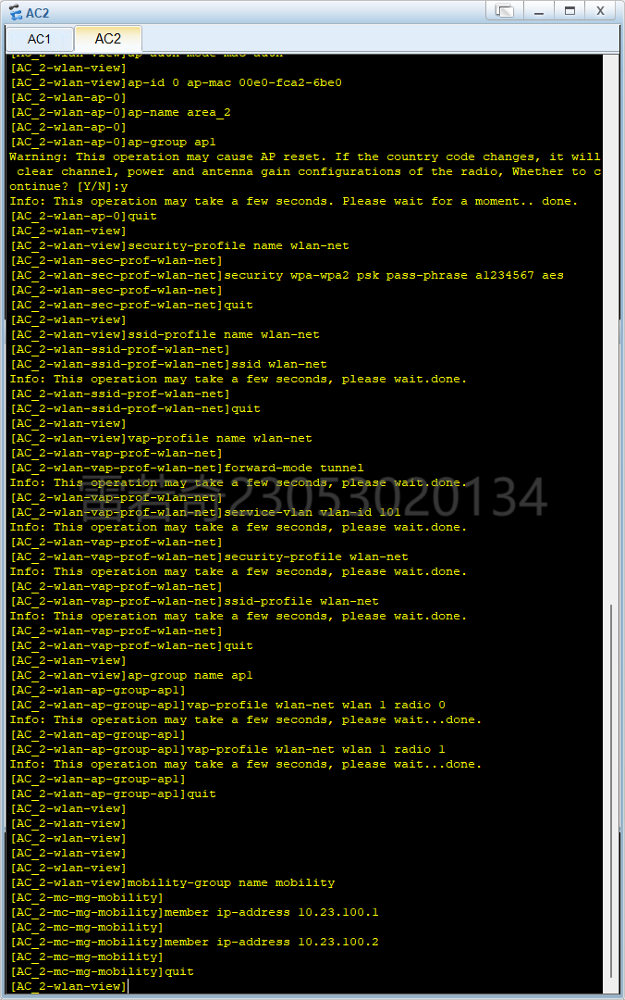 AC2
AC1
AC2
[AC_2-wlan-view]ap auth-mode mac-auth
[AC_2-wlan-view]
[AC_2-wlan-view]ap-id 0 ap-mac 00e0-fca2-6be0
[AC_2-wlan-ap-0]
[AC_2-wlan-ap-0]ap-name area_2
[AC_2-wlan-ap-0]
[AC_2-wlan-ap-0]ap-group ap1
Warning: This operation may cause AP reset. If the country code changes, it will
clear channel, power and antenna gain configurations of the radio, Whether to c
ontinue? [Y/N]:y
Info: This operation may take a few seconds. Please wait for a moment.. done.
[AC_2-wlan-ap-0]quit
[AC_2-wlan-view]
[AC_2-wlan-view]security-profile name wlan-net
[AC_2-wlan-sec-prof-wlan-net]
[AC_2-wlan-sec-prof-wlan-net]security wpa-wpa2 psk pass-phrase a1234567 aes
[AC_2-wlan-sec-prof-wlan-net]
[AC_2-wlan-sec-prof-wlan-net]quit
[AC_2-wlan-view]
[AC_2-wlan-view]ssid-profile name wlan-net
[AC_2-wlan-ssid-prof-wlan-net]
[AC_2-wlan-ssid-prof-wlan-net]ssid wlan-net
Info: This operation may take a few seconds, please wait.done.
[AC_2-wlan-ssid-prof-wlan-net]
[AC_2-wlan-ssid-prof-wlan-net]quit
[AC_2-wlan-view]
[AC_2-wlan-view]vap-profile name wlan-net
[AC_2-wlan-vap-prof-wlan-net]
[AC_2-wlan-vap-prof-wlan-net]forward-mode tunnel
Info: This operation may take a few seconds, please wait.done.
[AC_2-wlan-vap-prof-wlan-net]
雷若奇23053020134
[AC_2-wlan-vap-prof-wlan-net]service-vlan vlan-id 101
Info: This operation may take a few seconds, please wait.done.
[AC_2-wlan-vap-prof-wlan-net]
[AC_2-wlan-vap-prof-wlan-net]security-profile wlan-net
Info: This operation may take a few seconds, please wait.done.
[AC_2-wlan-vap-prof-wlan-net]
[AC_2-wlan-vap-prof-wlan-net]ssid-profile wlan-net
Info: This operation may take a few seconds, please wait.done.
[AC_2-wlan-vap-prof-wlan-net]
[AC_2-wlan-vap-prof-wlan-net]quit
[AC_2-wlan-view]
[AC_2-wlan-view]ap-group name ap1
[AC_2-wlan-ap-group-ap1]
[AC_2-wlan-ap-group-ap1]vap-profile wlan-net wlan 1 radio 0
Info: This operation may take a few seconds, please wait...done.
[AC_2-wlan-ap-group-ap1]
[AC_2-wlan-ap-group-ap1]vap-profile wlan-net wlan 1 radio 1
Info: This operation may take a few seconds, please wait...done.
[AC_2-wlan-ap-group-ap1]
[AC_2-wlan-ap-group-ap1]quit
[AC_2-wlan-view]
[AC_2-wlan-view]
[AC_2-wlan-view]
[AC_2-wlan-view]
[AC_2-wlan-view]
[AC_2-wlan-view]mobility-group name mobility
[AC_2-mc-mg-mobility]
[AC_2-mc-mg-mobility]member ip-address 10.23.100.1
[AC_2-mc-mg-mobility]
[AC_2-mc-mg-mobility]member ip-address 10.23.100.2
[AC_2-mc-mg-mobility]
[AC_2-mc-mg-mobility]quit
[AC_2-wlan-view]